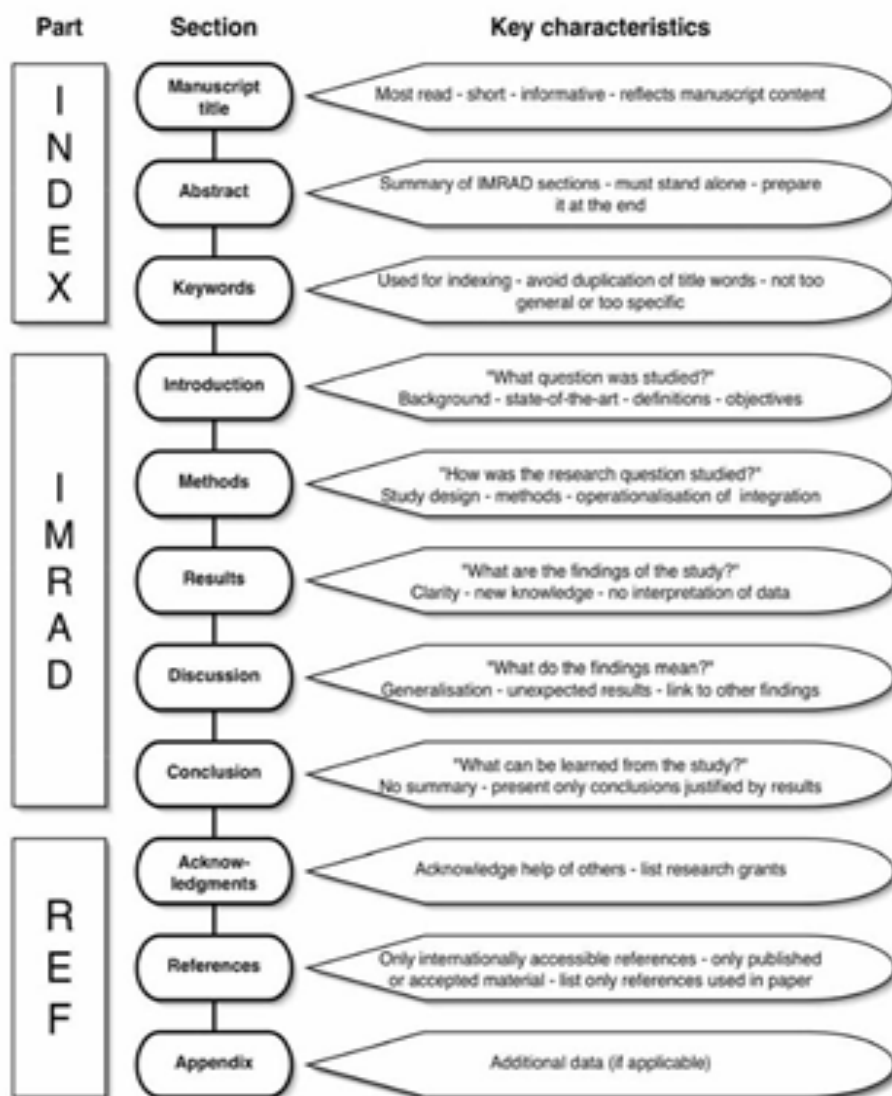 Part Section Key characteristics
INDEX
Manuscript
title
Most read - short - informative - reflects manuscript content
Abstract
Summary of IMRAD sections - must stand alone - prepare
it at the end
Keywords
Used for indexing - avoid duplication of title words - not too
general or too specific
IMRAD
Introduction
"What question was studied?"
Background - state-of-the-art - definitions - objectives
Methods
"How was the research question studied?"
Study design - methods - operationalisation of integration
Results
"What are the findings of the study?"
Clarity - new knowledge - no interpretation of data
Discussion
"What do the findings mean?"
Generalisation - unexpected results - link to other findings
Conclusion
"What can be learned from the study?"
No summary - present only conclusions justified by results
REF
Acknow-
ledgments
Acknowledge help of others - list research grants
References
Only internationally accessible references - only published
or accepted material - list only references used in paper
Appendix
Additional data (if applicable)